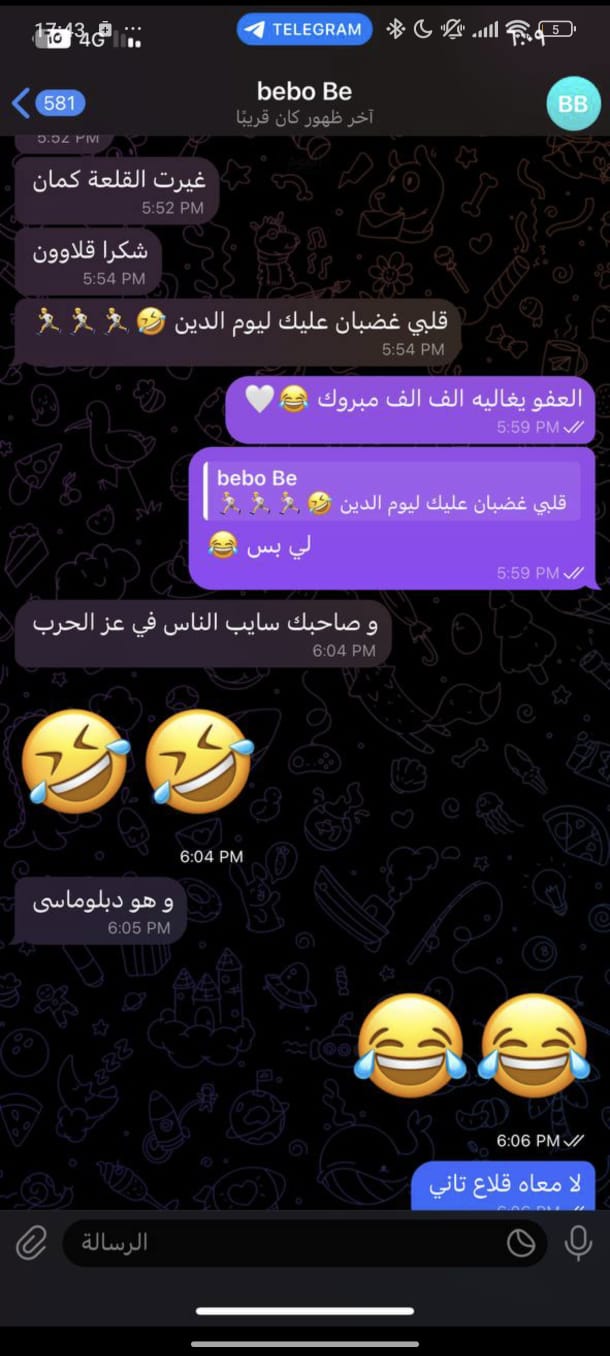 17:43
4G
TELEGRAM
5
581
bebo Be
آخر ظهور كان قريبًا
BB
5:52 PM
غيرت القلعة كمان
5:52 PM
شكرا قلاوون
5:54 PM
قلبي غضبان عليك ليوم الدين 🤣🏃🏃🏃
5:54 PM
العفو يغاليه الف الف مبروك 😂🤍
5:59 PM
bebo Be
قلبي غضبان عليك ليوم الدين 🤣🏃🏃🏃
لي بس 😂
5:59 PM
و صاحبك سايب الناس في عز الحرب
6:04 PM
🤣🤣
6:04 PM
و هو دبلوماسى
6:05 PM
😂😂
6:06 PM
لا معاه قلاع تاني
6:06 PM
الرسالة